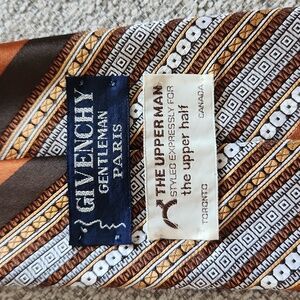 GIVENCHY
GENTLEMAN
PARIS
THE UPPERMAN
STYLED EXPRESSLY FOR
the upper half
TORONTO CANADA